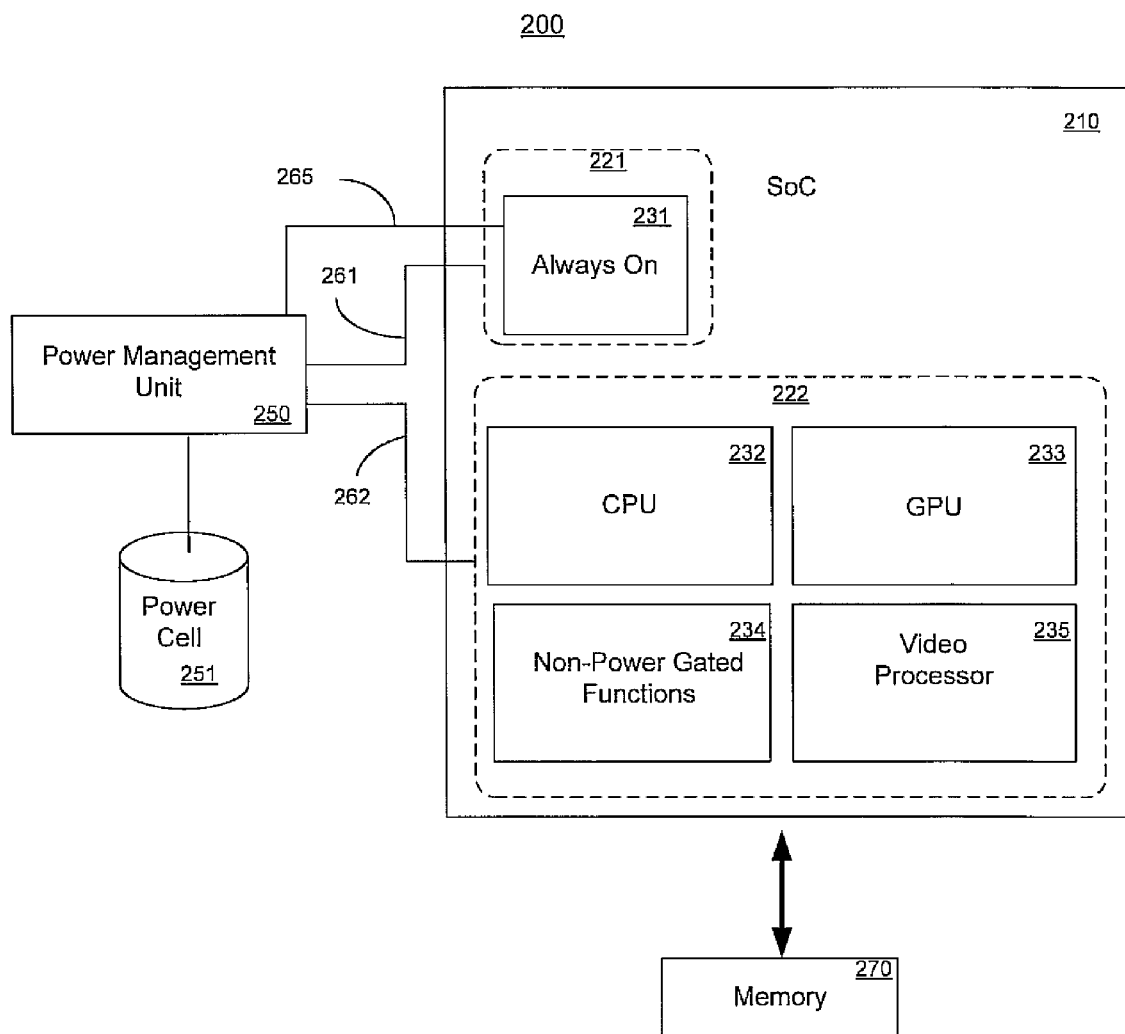 200
210
SoC
221
231
Always On
265
261
Power Management
Unit
250
262
Power
Cell
251
222
232
CPU
233
GPU
234
Non-Power Gated
Functions
235
Video
Processor
270
Memory